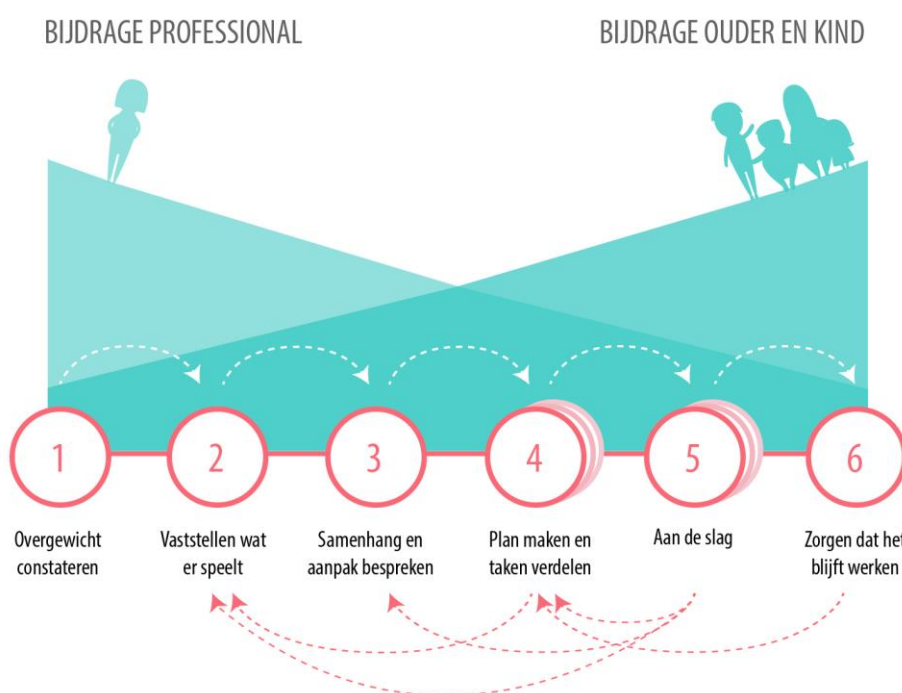 BIJDRAGE PROFESSIONAL
BIJDRAGE OUDER EN KIND
1
2
3
4
5
6
Overgewicht
constateren
Vaststellen wat
er speelt
Samenhang en
aanpak bespreken
Plan maken en
taken verdelen
Aan de slag
Zorgen dat het
blijft werken